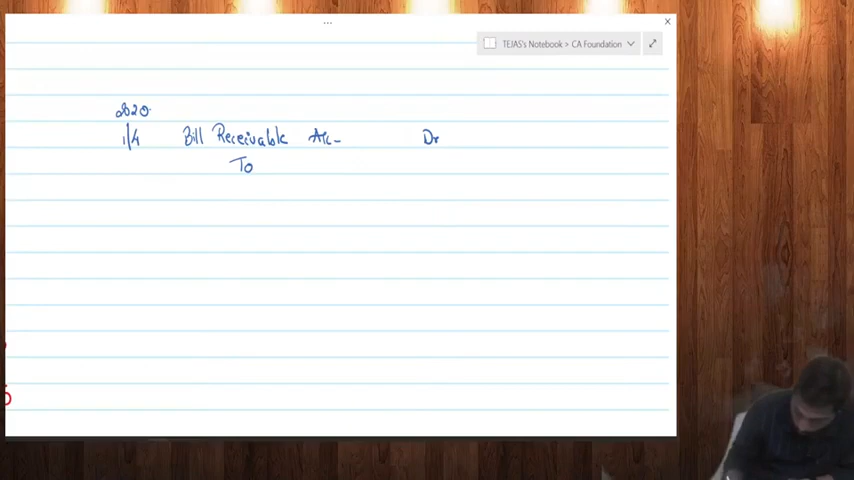 TEJAS's Notebook > CA Foundation
2020
1/4 Bill Receivable A/c- Dr
To